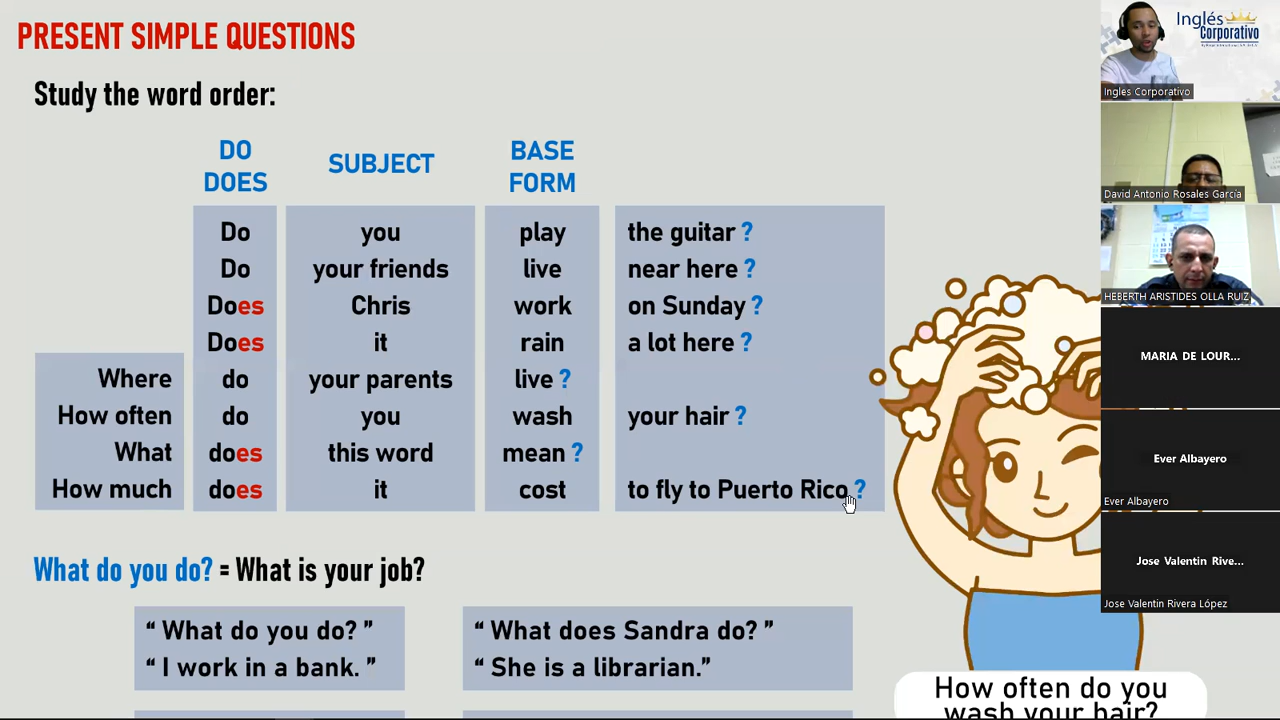 PRESENT SIMPLE QUESTIONS
Study the word order:
DO DOES
SUBJECT
BASE FORM
Do you play the guitar ?
Do your friends live near here ?
Does Chris work on Sunday ?
Does it rain a lot here ?
Where do your parents live ?
How often do you wash your hair ?
What does this word mean ?
How much does it cost to fly to Puerto Rico ?
What do you do? = What is your job?
“ What do you do? ”
“ I work in a bank. ”
“ What does Sandra do? ”
“ She is a librarian.”
How often do you
wash your hair?
Inglés
Corporativo
Ingles Corporativo
David Antonio Rosales Garcìa
HEBERTH ARISTIDES OLLA RUIZ
MARIA DE LOUR...
Ever Albayero
Ever Albayero
Jose Valentin Rive...
Jose Valentin Rivera López